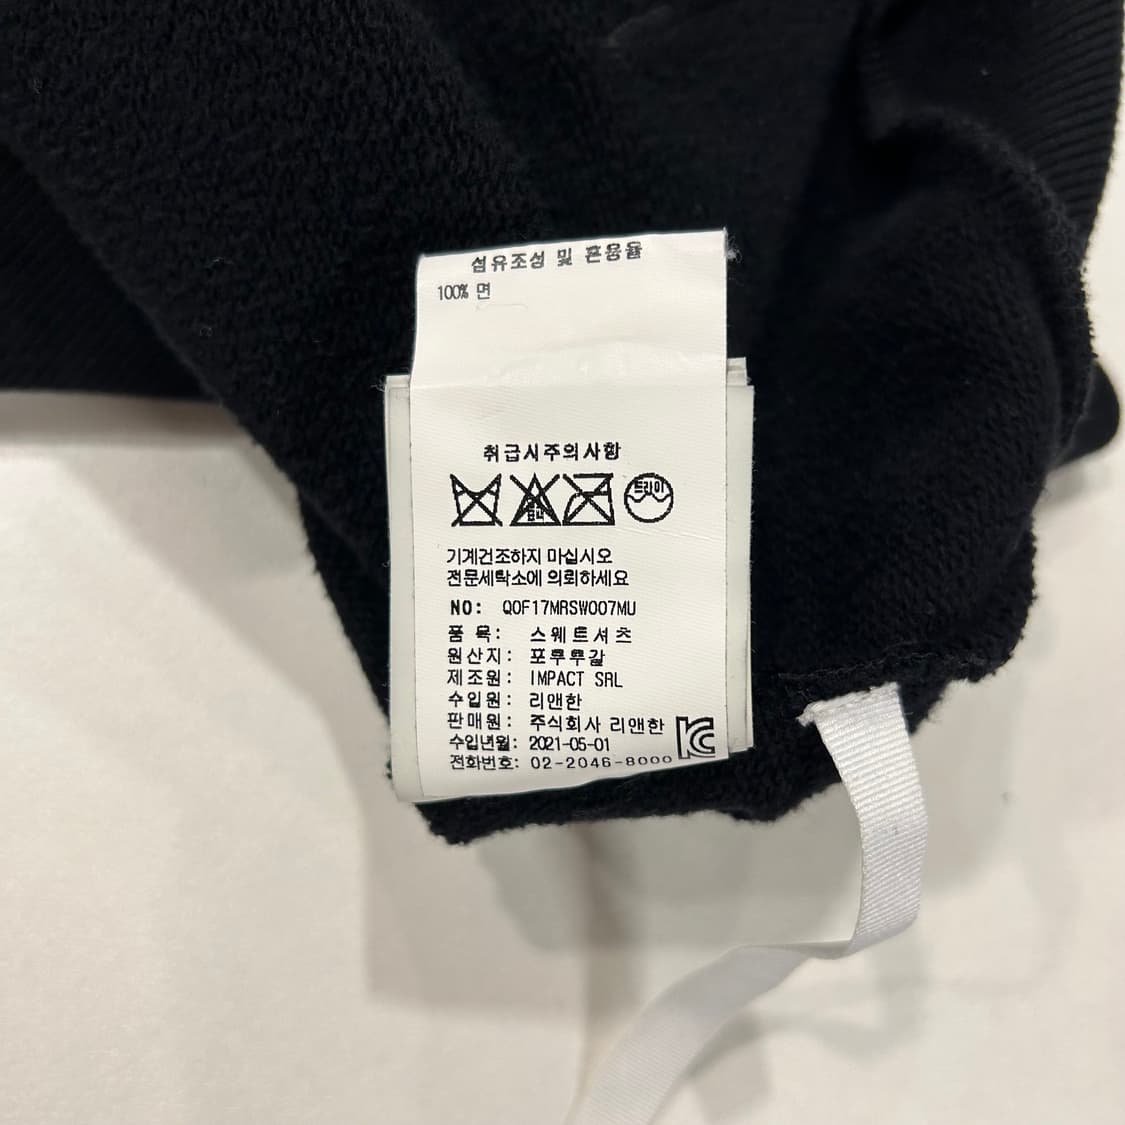 섬유조성 및 혼용율
100% 면
취급시주의사항
드라이
기계건조하지 마십시오
전문세탁소에 의뢰하세요
NO: QOF17MRSW007MU
품 목: 스웨트셔츠
원산지: 포루투갈
제조원: IMPACT SRL
수입원: 리앤한
판매원: 주식회사 리앤한
수입년월: 2021-05-01
전화번호: 02-2046-8000